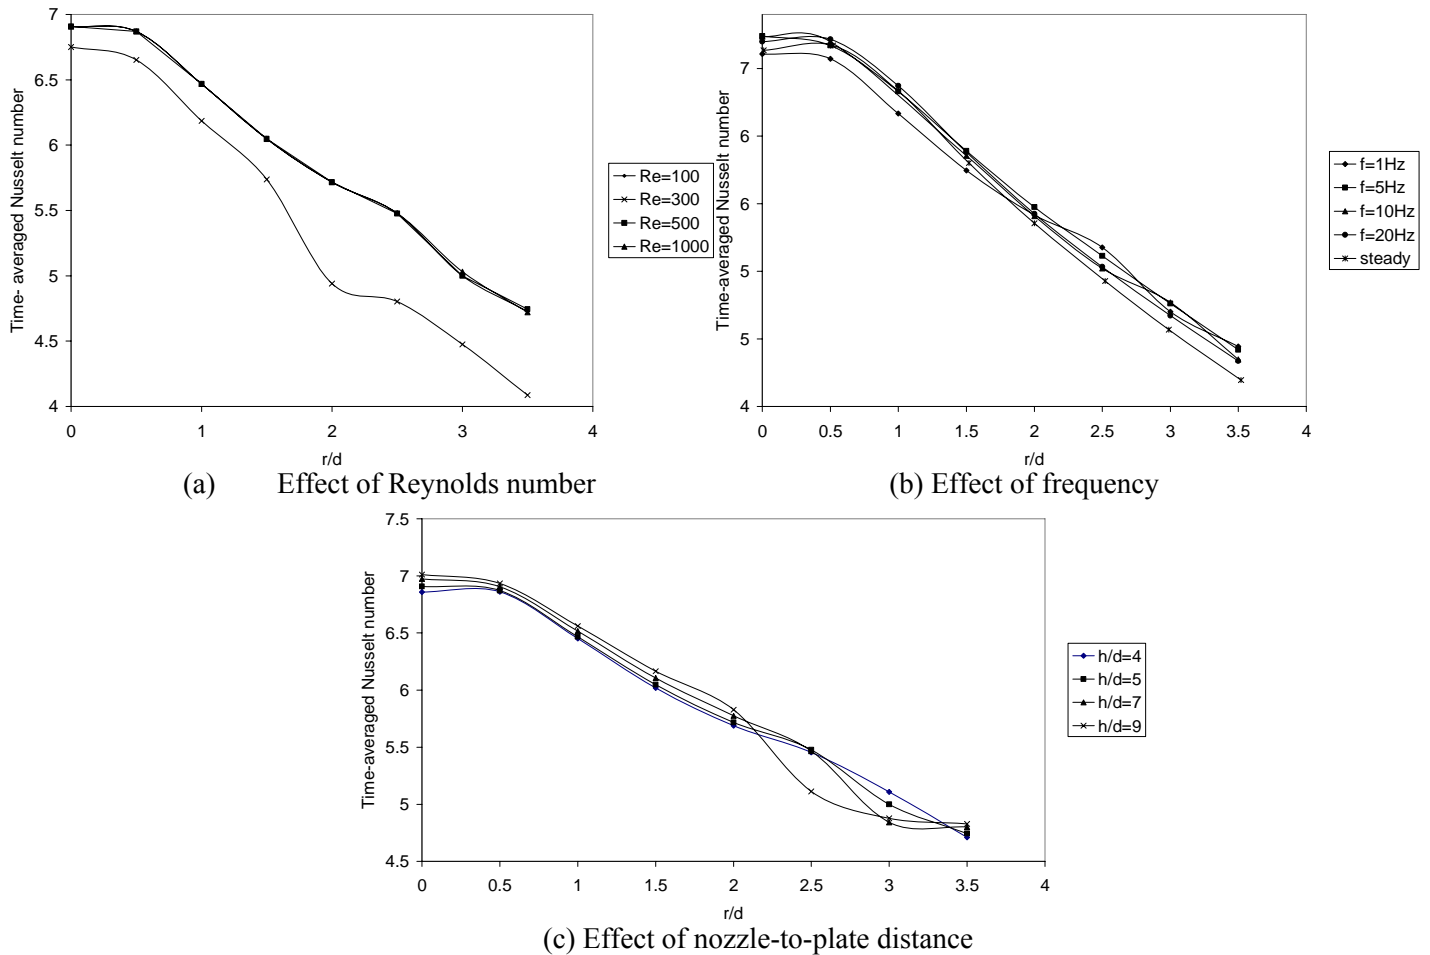 7
6.5
6
5.5
5
4.5
4
0
1
2
3
4
Time- averaged Nusselt number
r/d
Re=100
Re=300
Re=500
Re=1000
(a) Effect of Reynolds number
7
6
6
5
5
4
0
0.5
1
1.5
2
2.5
3
3.5
4
Time-averaged Nusselt number
r/d
f=1Hz
f=5Hz
f=10Hz
f=20Hz
steady
(b) Effect of frequency
7.5
7
6.5
6
5.5
5
4.5
0
0.5
1
1.5
2
2.5
3
3.5
4
Time-averaged Nusselt number
r/d
h/d=4
h/d=5
h/d=7
h/d=9
(c) Effect of nozzle-to-plate distance